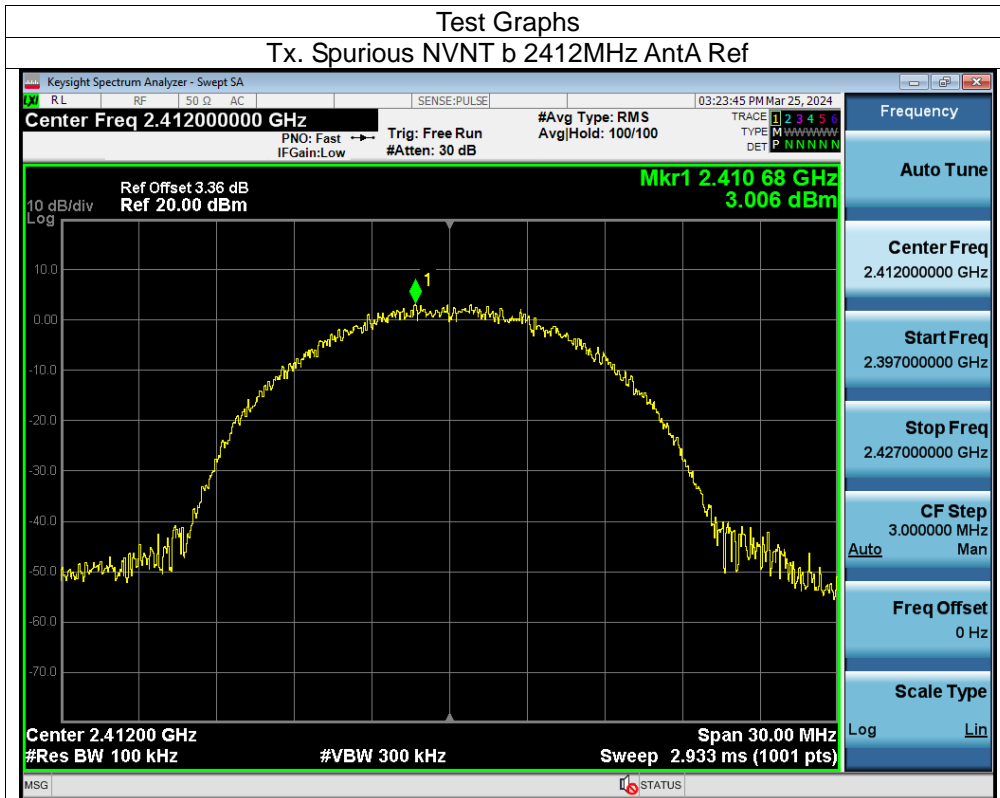 Test Graphs
Tx. Spurious NVNT b 2412MHz AntA Ref
Keysight Spectrum Analyzer - Swept SA
LXI RL RF 50 Ω AC SENSE:PULSE 03:23:45 PM Mar 25, 2024
Center Freq 2.412000000 GHz #Avg Type: RMS TRACE 1 2 3 4 5 6
PNO: Fast Trig: Free Run Avg|Hold: 100/100 TYPE M WWWWW
IFGain:Low #Atten: 30 dB DET P N N N N N
Mkr1 2.410 68 GHz
3.006 dBm
Ref Offset 3.36 dB
10 dB/div Ref 20.00 dBm
Log
10.0
1
0.00
-10.0
-20.0
-30.0
-40.0
-50.0
-60.0
-70.0
Center 2.41200 GHz Span 30.00 MHz
#Res BW 100 kHz #VBW 300 kHz Sweep 2.933 ms (1001 pts)
MSG STATUS
Frequency
Auto Tune
Center Freq
2.412000000 GHz
Start Freq
2.397000000 GHz
Stop Freq
2.427000000 GHz
CF Step
3.000000 MHz
Auto Man
Freq Offset
0 Hz
Scale Type
Log Lin